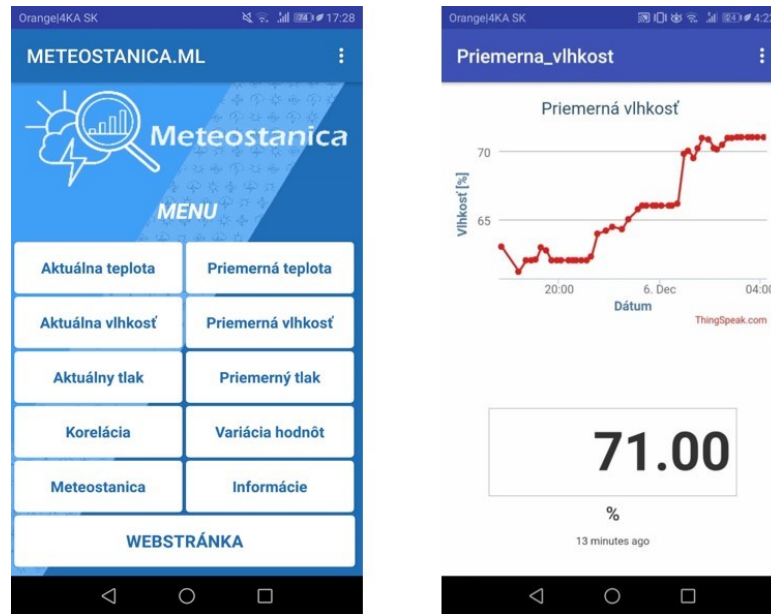 Orange|4KA SK
74 17:28
METEOSTANICA.ML
Meteostanica
MENU
Aktuálna teplota
Priemerná teplota
Aktuálna vlhkosť
Priemerná vlhkosť
Aktuálny tlak
Priemerný tlak
Korelácia
Variácia hodnôt
Meteostanica
Informácie
WEBSTRÁNKA
Orange|4KA SK
Priemerna_vlhkost
Priemerná vlhkosť
Vlhkosť [%]
70
65
20:00
6. Dec
04:00
Dátum
ThingSpeak.com
71.00
%
13 minutes ago